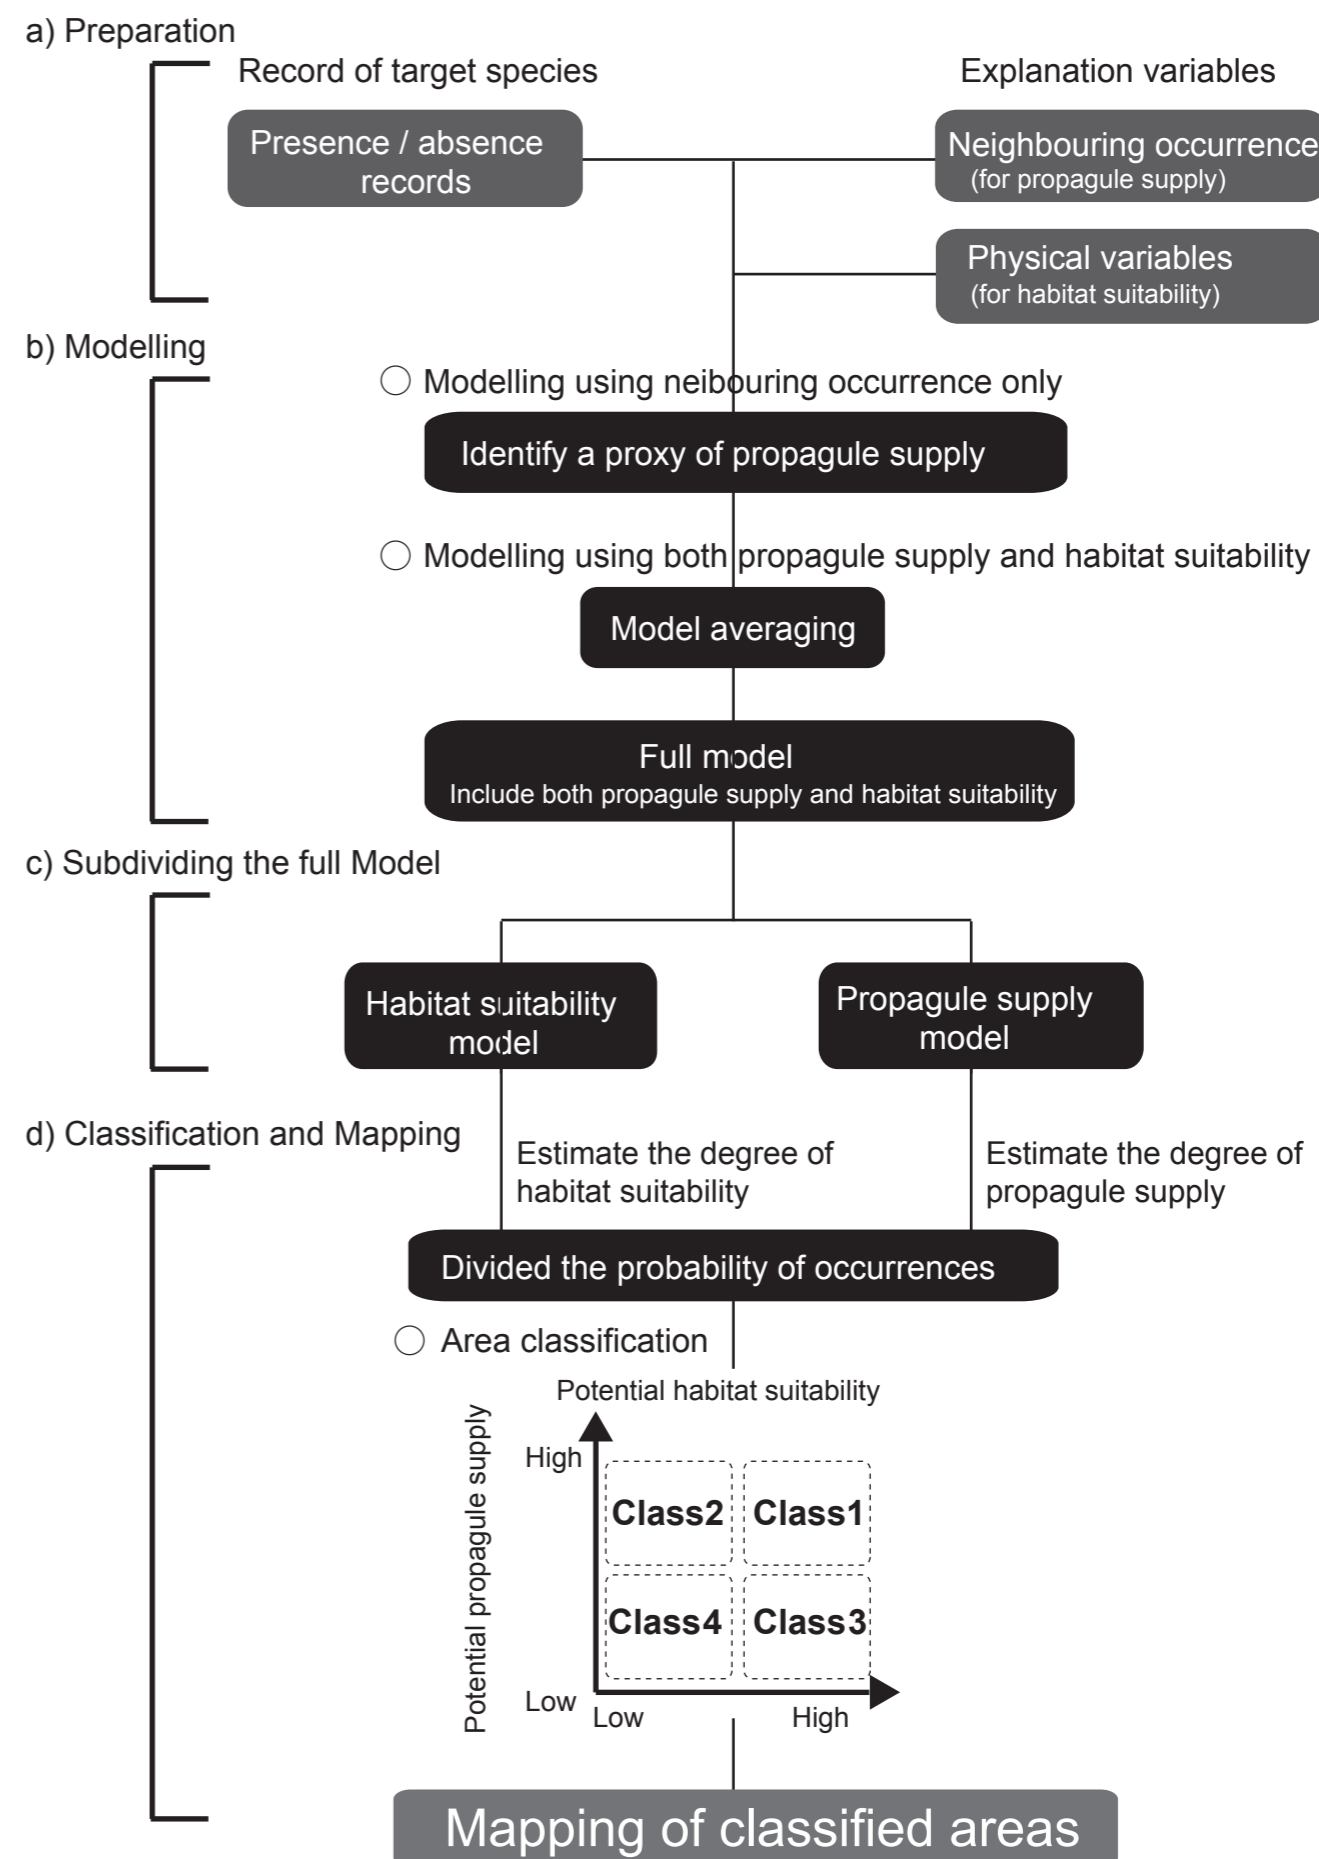 a) Preparation
Record of target species
Explanation variables
Presence / absence
records
Neighbouring occurrence
(for propagule supply)
Physical variables
(for habitat suitability)
b) Modelling
○ Modelling using neibouring occurrence only
Identify a proxy of propagule supply
○ Modelling using both propagule supply and habitat suitability
Model averaging
Full model
Include both propagule supply and habitat suitability
c) Subdividing the full Model
Habitat suitability
model
Propagule supply
model
d) Classification and Mapping
Estimate the degree of
habitat suitability
Estimate the degree of
propagule supply
Divided the probability of occurrences
○ Area classification
Potential habitat suitability
Potential propagule supply
High
Class2 Class1
Class4 Class3
Low
Low High
Mapping of classified areas